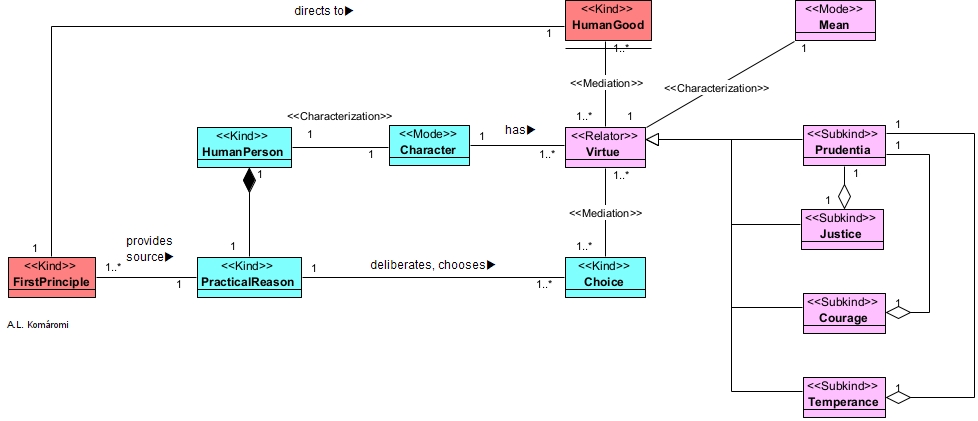 directs to▶
<<Kind>>
HumanGood
1
1..*
<<Mode>>
Mean
1
<<Mediation>>
<<Characterization>>
1..*
1
<<Characterization>>
<<Kind>>
HumanPerson
1
1
1
<<Mode>>
Character
1
has▶
1..*
<<Relator>>
Virtue
1..*
<<Subkind>>
Prudentia
1
1
1
<<Mediation>>
1
<<Subkind>>
Justice
1
provides
source▶
1..*
1
<<Kind>>
FirstPrinciple
1
<<Kind>>
PracticalReason
1
deliberates, chooses▶
1..*
1..*
<<Kind>>
Choice
<<Subkind>>
Courage
1
A.L. Komáromi
<<Subkind>>
Temperance
1